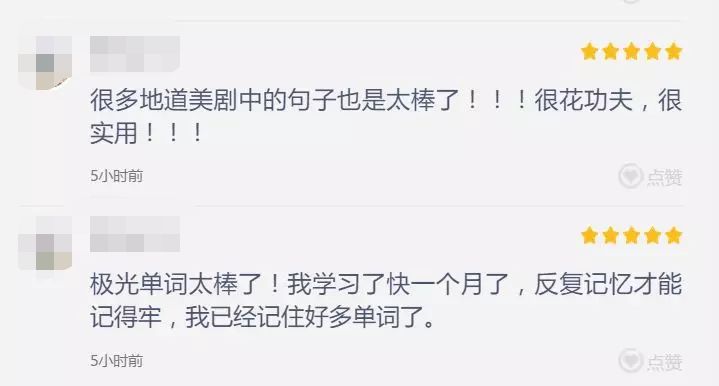 很多地道美剧中的句子也是太棒了！！！很花功夫，很
实用！！！
5小时前
点赞
极光单词太棒了！我学习了快一个月了，反复记忆才能
记得牢，我已经记住好多单词了。
5小时前
点赞